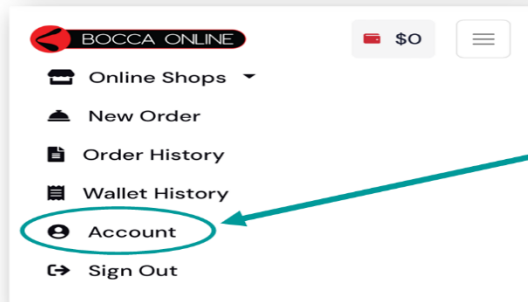 BOCCA ONLINE
$0
Online Shops
New Order
Order History
Wallet History
Account
Sign Out